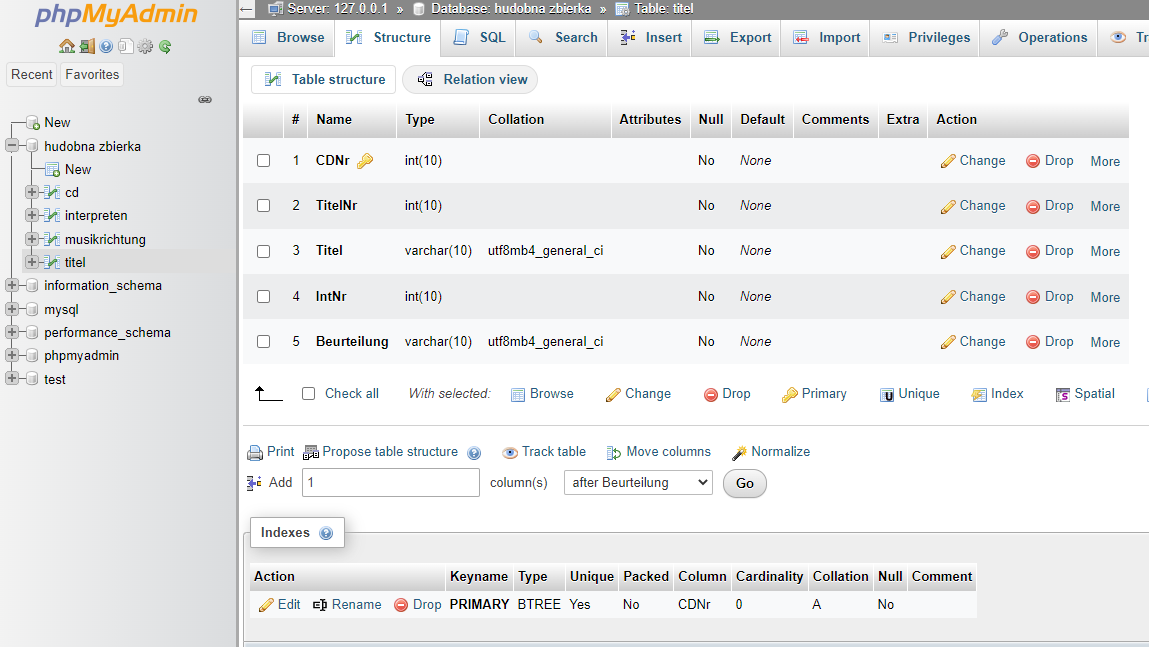 phpMyAdmin
Recent Favorites
New
hudobna zbierka
New
cd
interpreten
musikrichtung
titel
information_schema
mysql
performance_schema
phpmyadmin
test
Server: 127.0.0.1 » Database: hudobna zbierka » Table: titel
Browse Structure SQL Search Insert Export Import Privileges Operations Tr
Table structure Relation view
# Name Type Collation Attributes Null Default Comments Extra Action
1 CDNr int(10) No None Change Drop More
2 TitelNr int(10) No None Change Drop More
3 Titel varchar(10) utf8mb4_general_ci No None Change Drop More
4 IntNr int(10) No None Change Drop More
5 Beurteilung varchar(10) utf8mb4_general_ci No None Change Drop More
Check all With selected: Browse Change Drop Primary Unique Index Spatial
Print Propose table structure Track table Move columns Normalize
Add 1 column(s) after Beurteilung Go
Indexes
Action Keyname Type Unique Packed Column Cardinality Collation Null Comment
Edit Rename Drop PRIMARY BTREE Yes No CDNr 0 A No